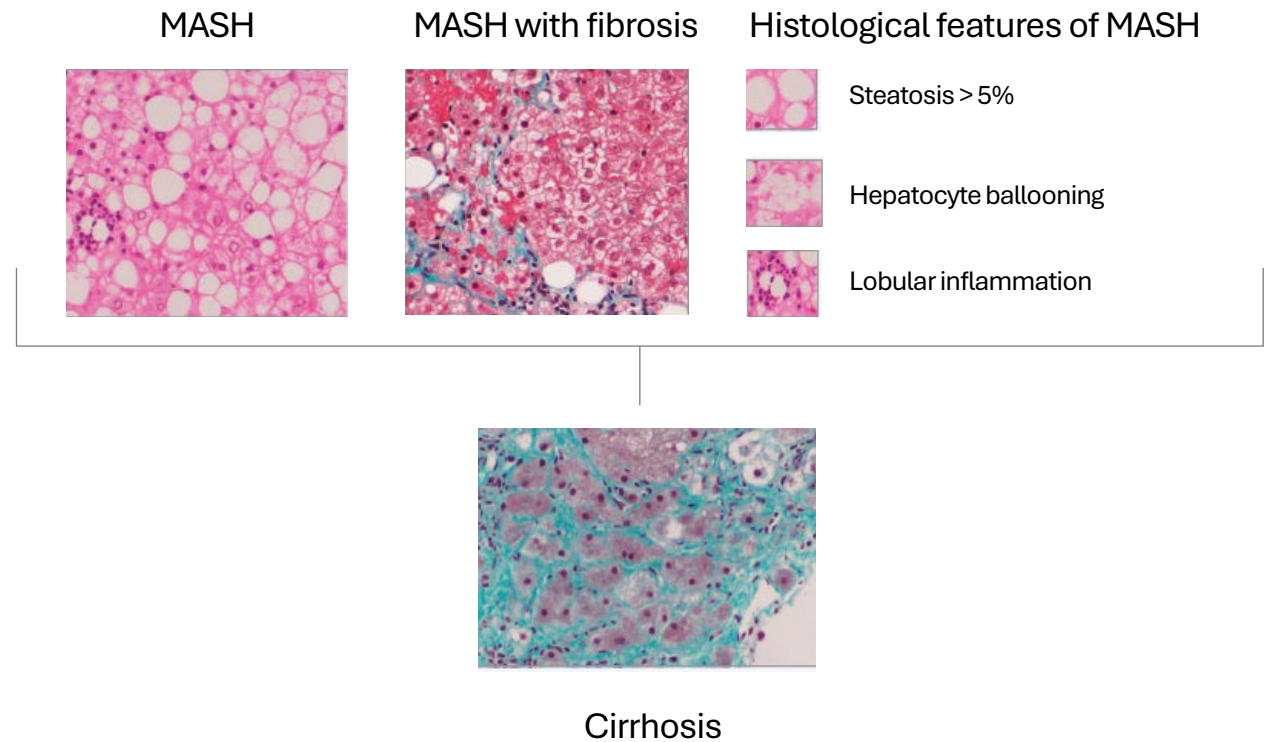 MASH
MASH with fibrosis
Histological features of MASH
Steatosis > 5%
Hepatocyte ballooning
Lobular inflammation
Cirrhosis